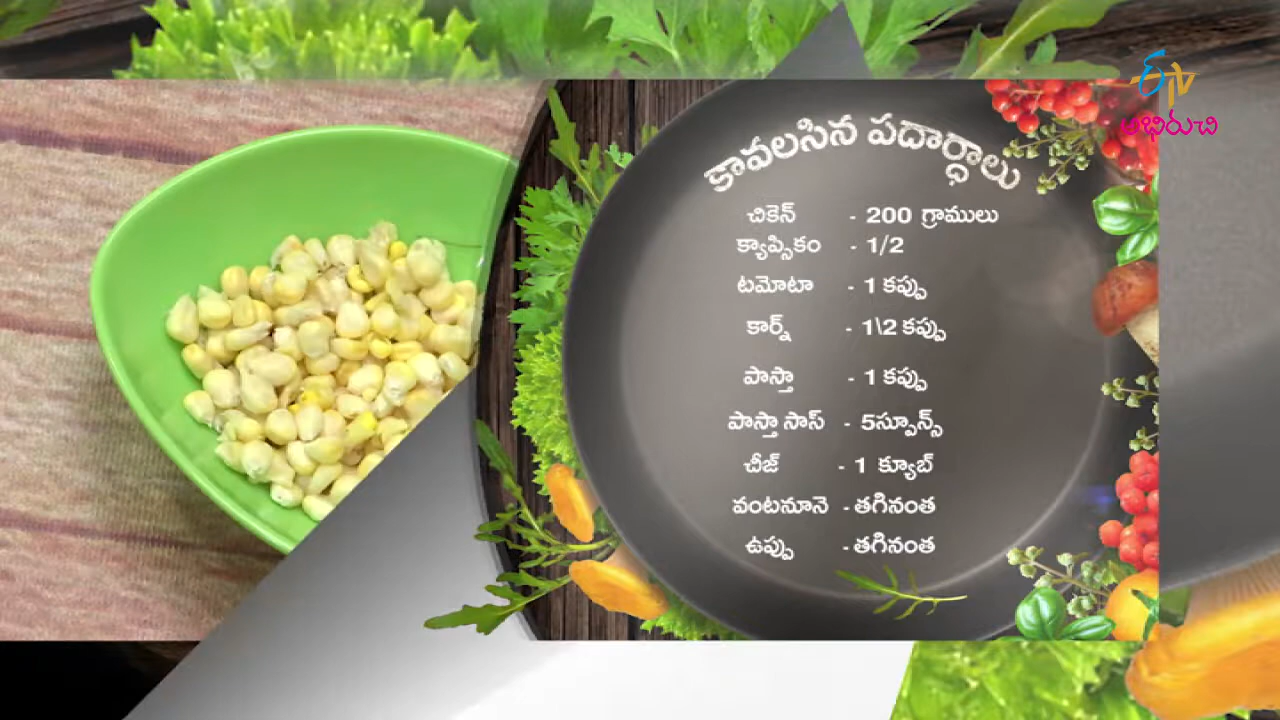 ఈtv
అభిరుచి
కావలసిన పదార్ధాలు
చికెన్ - 200 గ్రాములు
క్యాప్సికం - 1/2
టమోటా - 1 కప్పు
కార్న్ - 1\2 కప్పు
పాస్తా - 1 కప్పు
పాస్తా సాస్ - 5స్పూన్స్
చీజ్ - 1 క్యూబ్
వంటనూనె - తగినంత
ఉప్పు - తగినంత